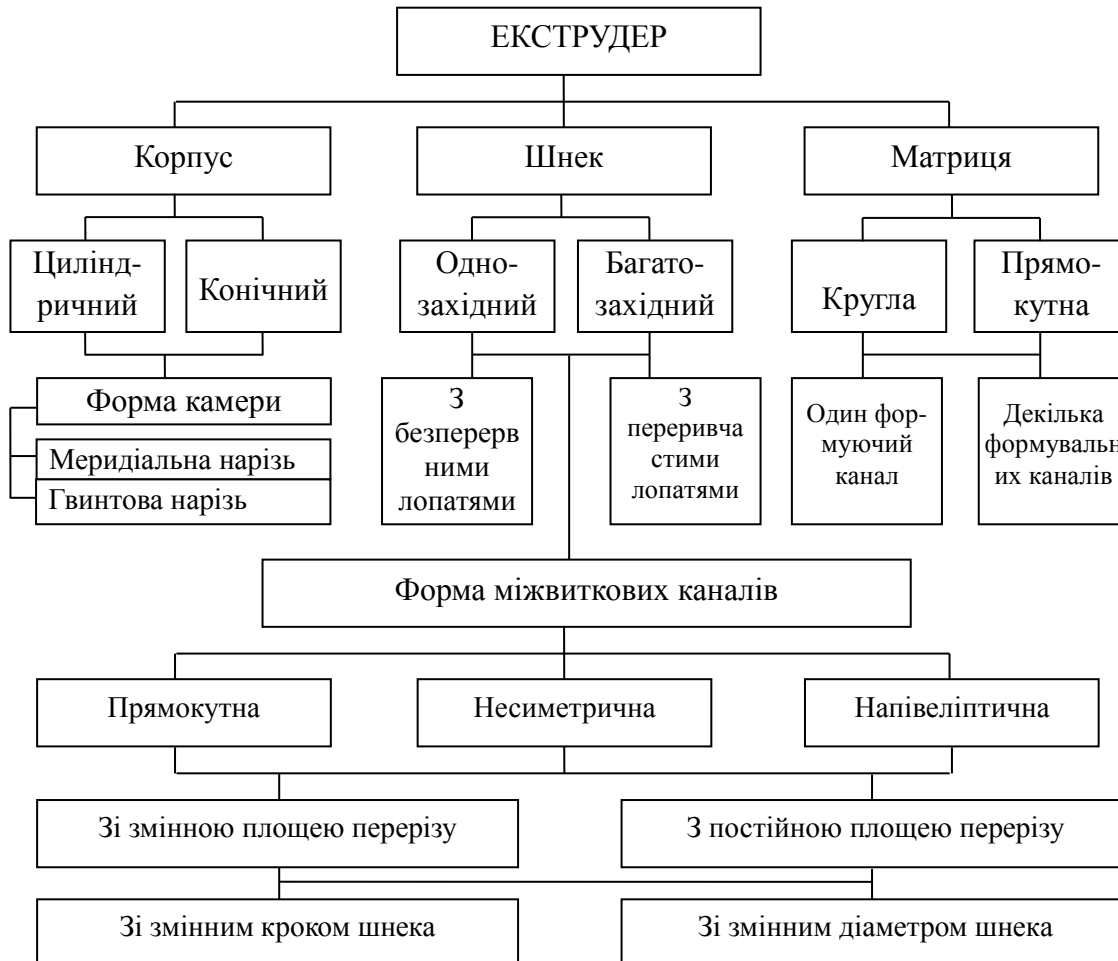 ЕКСТРУДЕР
Корпус
Шнек
Матриця
Цилінд-
ричний
Конічний
Одно-
західний
Багато-
західний
Кругла
Прямо-
кутна
Форма камери
Меридіальна нарізь
Гвинтова нарізь
З
безперерв
ними
лопатями
З
переривча
стими
лопатями
Один фор-
муючий
канал
Декілька
формувальн
их каналів
Форма міжвиткових каналів
Прямокутна
Несиметрична
Напівеліптична
Зі змінною площею перерізу
З постійною площею перерізу
Зі змінним кроком шнека
Зі змінним діаметром шнека